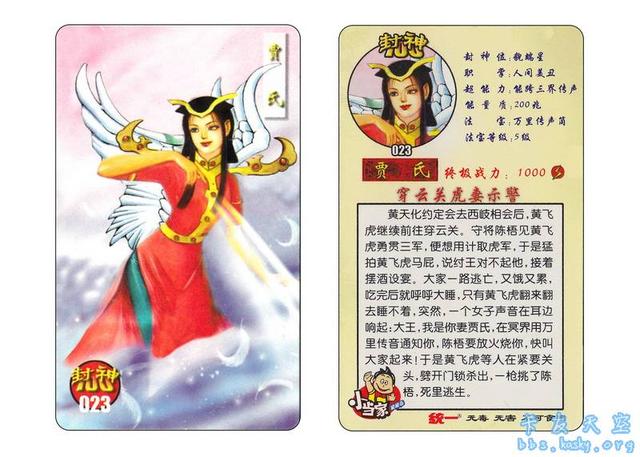 贾氏
封神
023
封神
023
封神位:貌端星
职掌:人间美丑
超能力:能跨三界传声
能量质:200兆
法宝:万里传声筒
法宝等级:5级
贾氏 终极战力:1000
穿云关虎妻示警
黄天化约定会去西岐相会后,黄飞
虎继续前往穿云关。守将陈梧见黄飞
虎勇贯三军,便想用计取虎军,于是猛
拍黄飞虎马屁,说纣王对不起他,接着
摆酒设宴。大家一路逃亡,又饿又累,
吃完后就呼呼大睡,只有黄飞虎翻来翻
去睡不着,突然,一个女子声音在耳边
响起:大王,我是你妻贾氏,在冥界用万
里传音通知你,陈梧要放火烧你,快叫
大家起来!于是黄飞虎等人在紧要关
头,劈开门锁杀出,一枪挑了陈
梧,死里逃生。
小当家
统一 无毒 无害 不可食
卡友天空
bbs.kasky.org